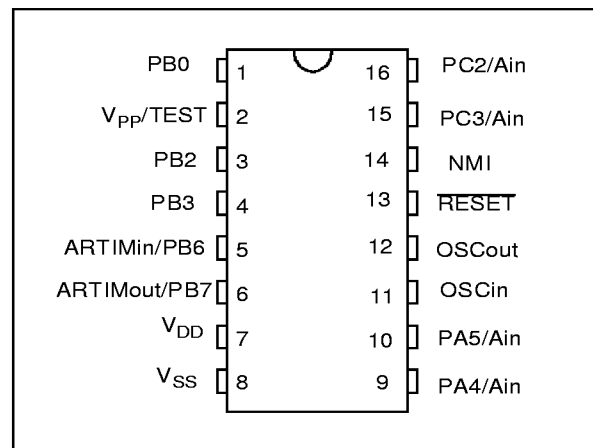 PB0 1 16 PC2/Ain
VPP/TEST 2 15 PC3/Ain
PB2 3 14 NMI
PB3 4 13 RESET
ARTIMin/PB6 5 12 OSCout
ARTIMout/PB7 6 11 OSCin
VDD 7 10 PA5/Ain
VSS 8 9 PA4/Ain